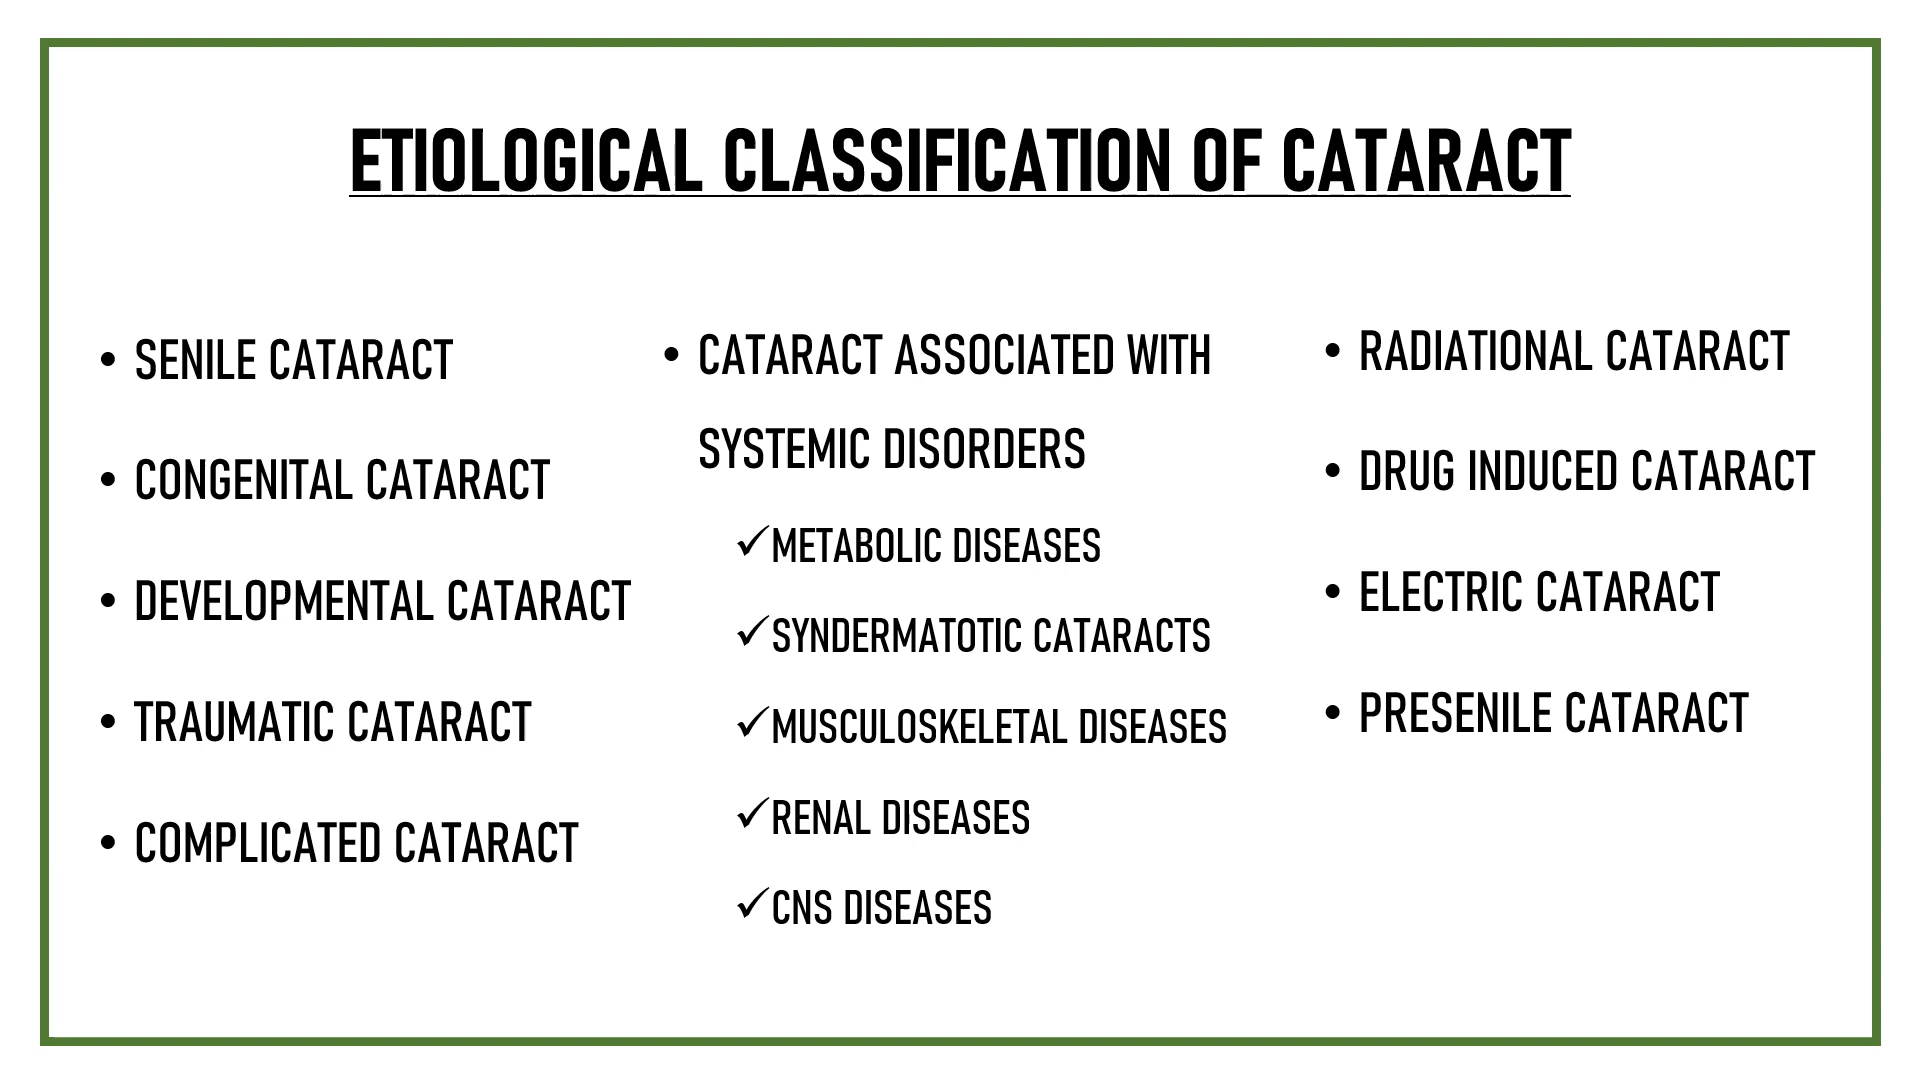 ETIOLOGICAL CLASSIFICATION OF CATARACT
• SENILE CATARACT
• CONGENITAL CATARACT
• DEVELOPMENTAL CATARACT
• TRAUMATIC CATARACT
• COMPLICATED CATARACT
• CATARACT ASSOCIATED WITH
SYSTEMIC DISORDERS
✓METABOLIC DISEASES
✓SYNDERMATOTIC CATARACTS
✓MUSCULOSKELETAL DISEASES
✓RENAL DISEASES
✓CNS DISEASES
• RADIATIONAL CATARACT
• DRUG INDUCED CATARACT
• ELECTRIC CATARACT
• PRESENILE CATARACT